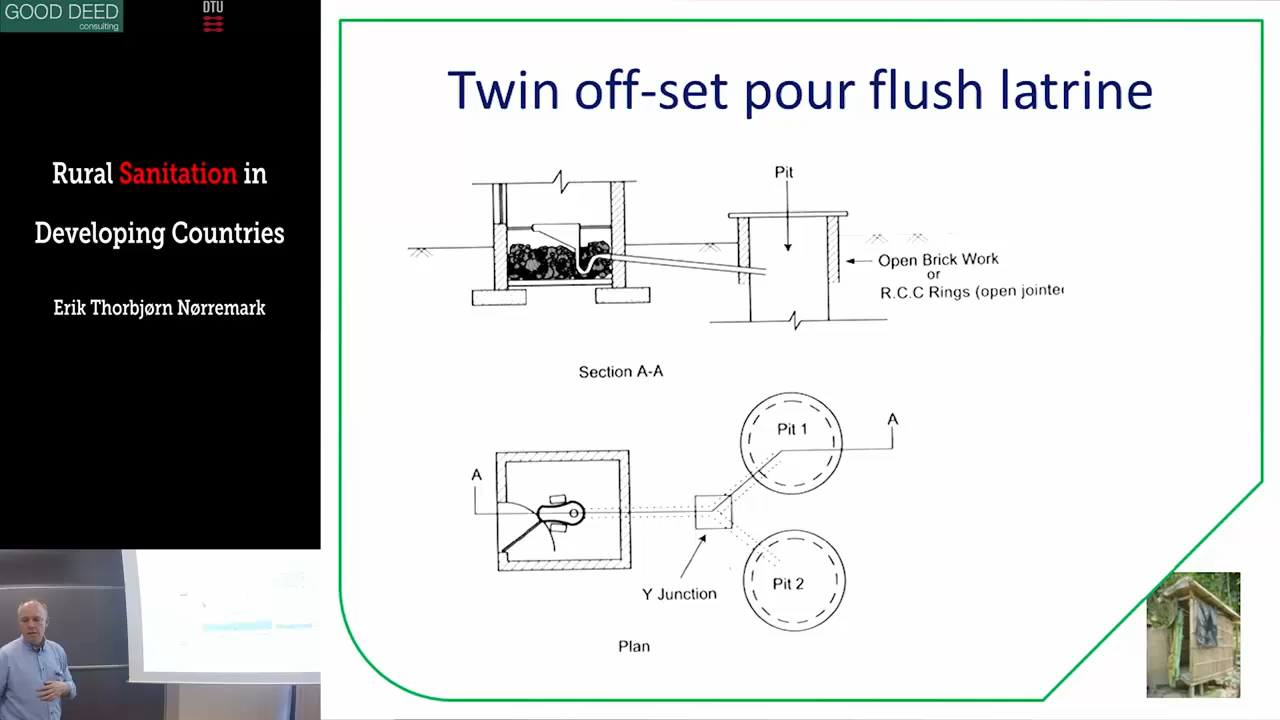 GOOD DEED
consulting
DTU
Rural Sanitation in
Developing Countries
Erik Thorbjørn Nørremark
Twin off-set pour flush latrine
Pit
Open Brick Work
or
R.C.C Rings (open jointe
Section A-A
Pit 1
A
A
Y Junction
Pit 2
Plan